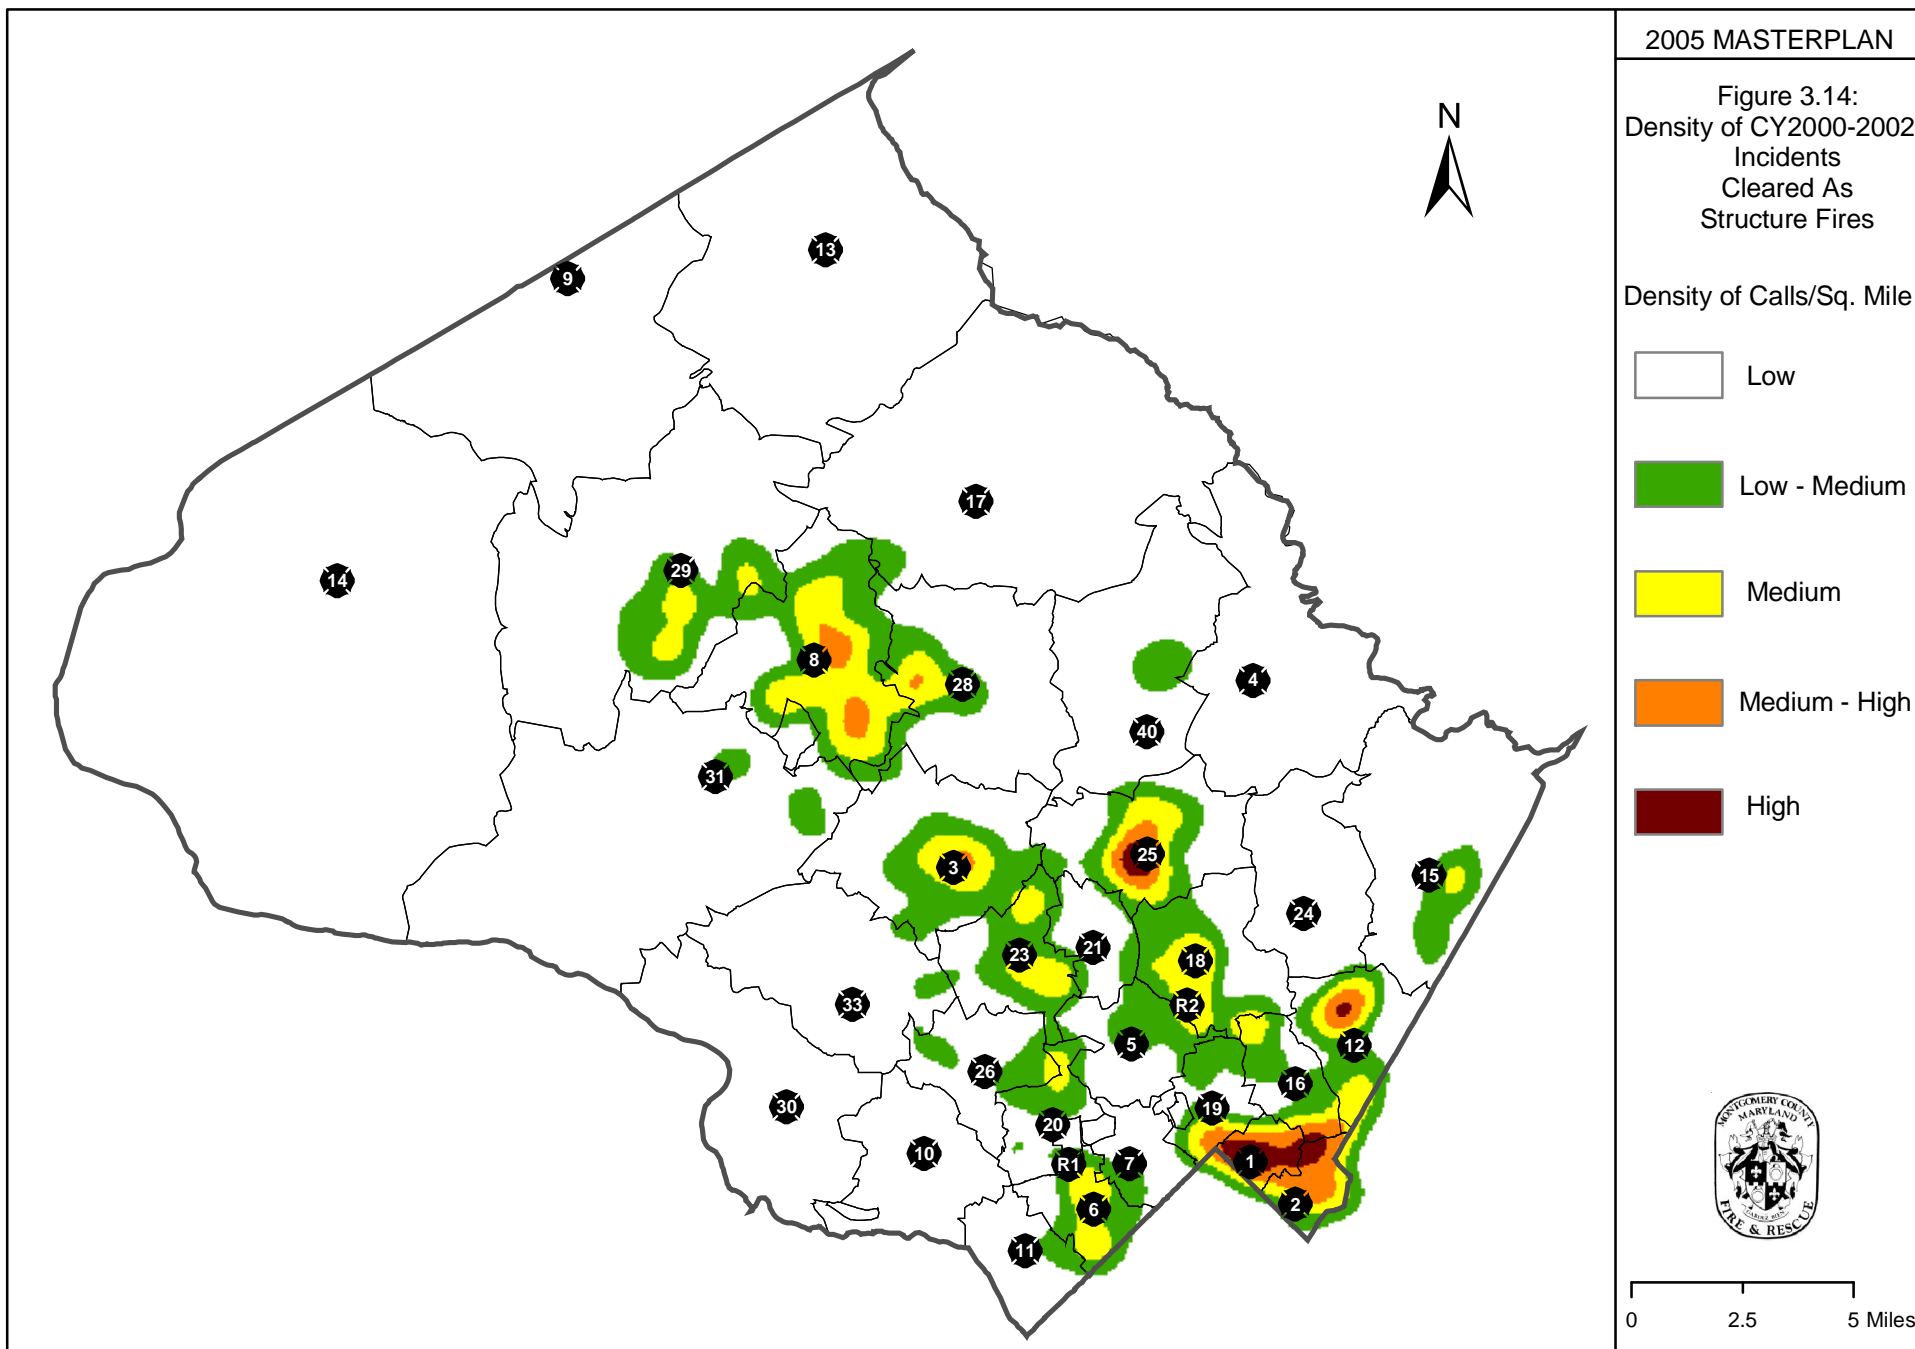 2005 MASTERPLAN
Figure 3.14:
Density of CY2000-2002
Incidents
Cleared As
Structure Fires
Density of Calls/Sq. Mile
Low
Low - Medium
Medium
Medium - High
High
N
13
9
17
29
14
8
28
4
40
31
25
3
15
24
23
21
18
33
R2
5
12
26
16
30
19
20
10
R1
7
1
6
2
11
MONTGOMERY COUNTY
MARYLAND
FIRE & RESCUE
0 2.5 5 Miles